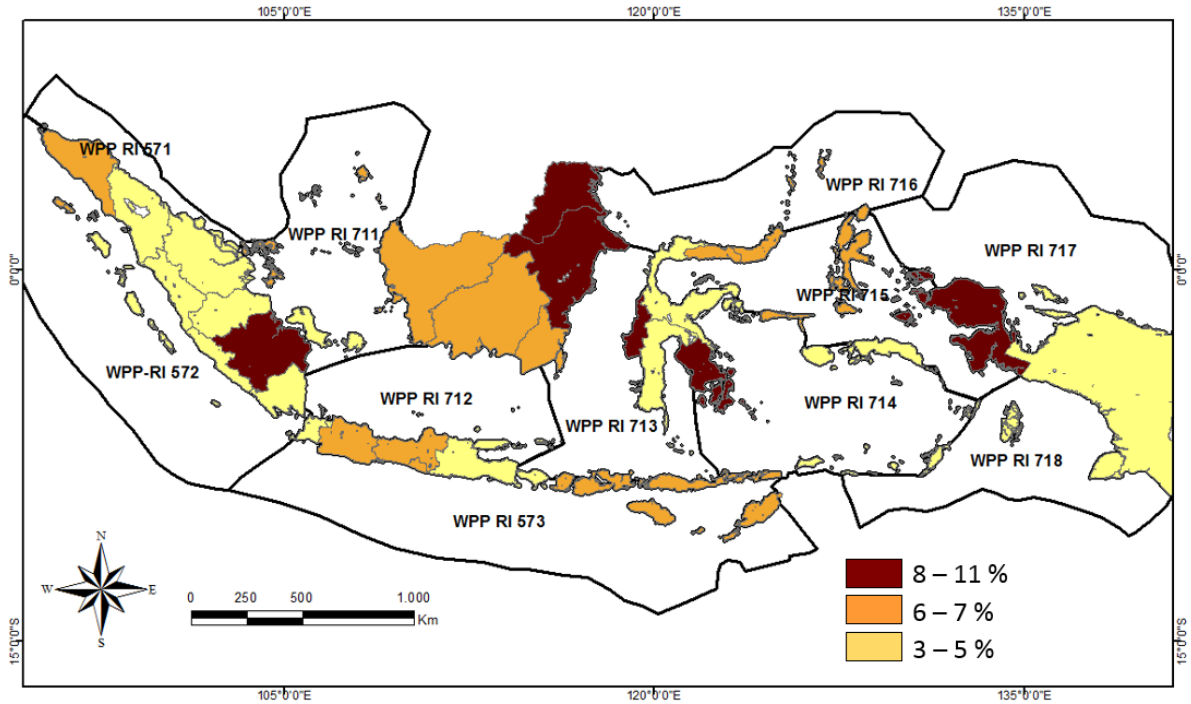 105°0'0"E 120°0'0"E 135°0'0"E
WPP RI 571
WPP RI 716
WPP RI 711
WPP RI 717
0°0'0"
0°0'0"
WPP RI 715
WPP-RI 572
WPP RI 712
WPP RI 714
WPP RI 713
WPP RI 718
WPP RI 573
N
W E
S
0 250 500 1.000
Km
8 – 11 %
6 – 7 %
3 – 5 %
15°0'0"S
15°0'0"S
105°0'0"E 120°0'0"E 135°0'0"E